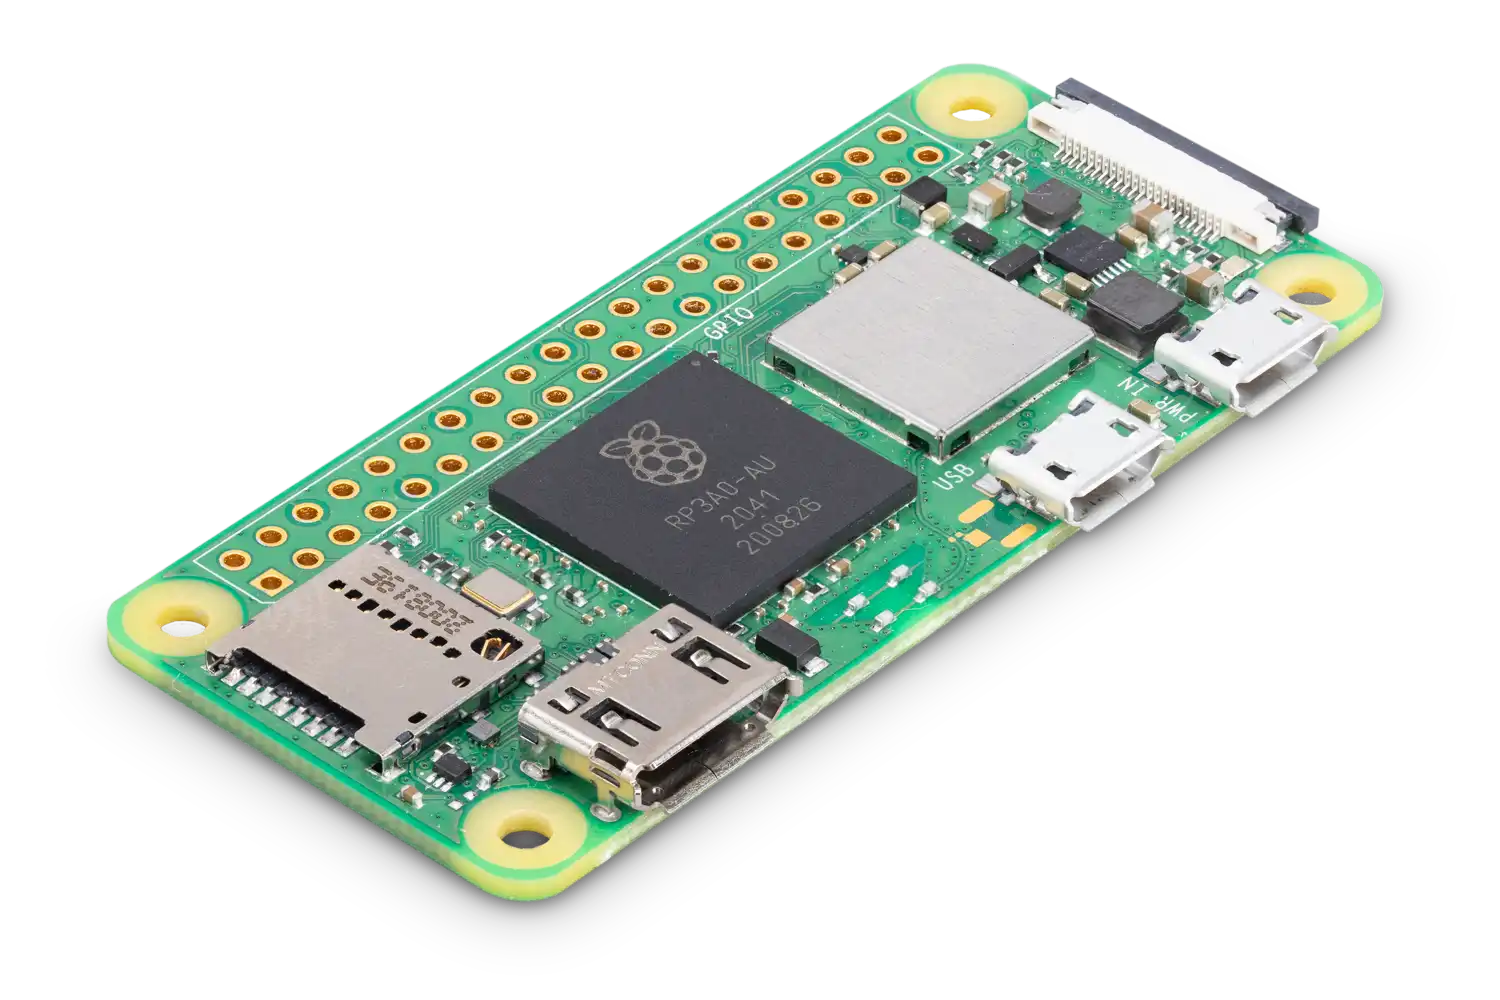 GPIO
RP3A0-AU
2041
200826
PWR IN
USB